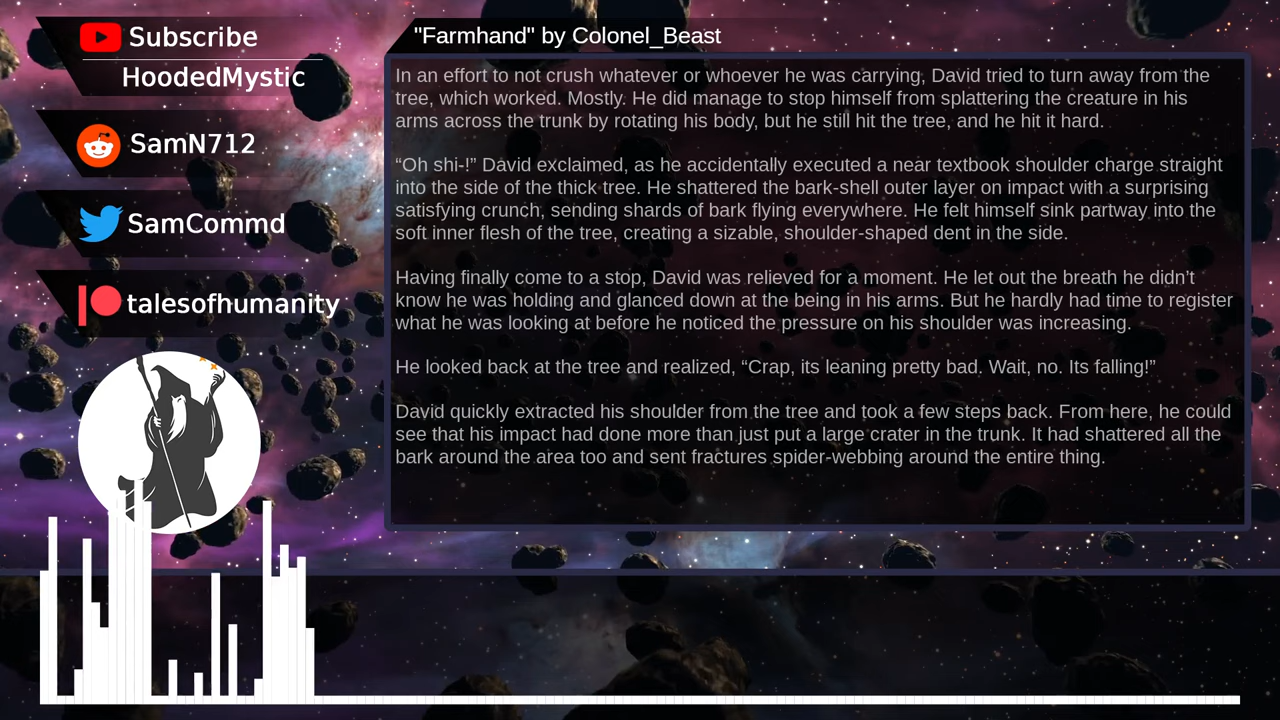 Subscribe
HoodedMystic
SamN712
SamCommd
talesofhumanity
"Farmhand" by Colonel_Beast
In an effort to not crush whatever or whoever he was carrying, David tried to turn away from the
tree, which worked. Mostly. He did manage to stop himself from splattering the creature in his
arms across the trunk by rotating his body, but he still hit the tree, and he hit it hard.
“Oh shi-!” David exclaimed, as he accidentally executed a near textbook shoulder charge straight
into the side of the thick tree. He shattered the bark-shell outer layer on impact with a surprising
satisfying crunch, sending shards of bark flying everywhere. He felt himself sink partway into the
soft inner flesh of the tree, creating a sizable, shoulder-shaped dent in the side.
Having finally come to a stop, David was relieved for a moment. He let out the breath he didn’t
know he was holding and glanced down at the being in his arms. But he hardly had time to register
what he was looking at before he noticed the pressure on his shoulder was increasing.
He looked back at the tree and realized, “Crap, its leaning pretty bad. Wait, no. Its falling!”
David quickly extracted his shoulder from the tree and took a few steps back. From here, he could
see that his impact had done more than just put a large crater in the trunk. It had shattered all the
bark around the area too and sent fractures spider-webbing around the entire thing.